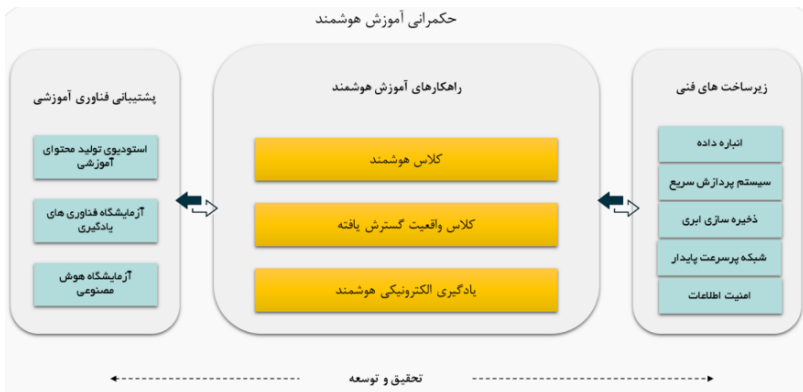 حکمرانی آموزش هوشمند
زیرساخت های فنی
انباره داده
سیستم پردازش سریع
ذخیره سازی ابری
شبکه پرسرعت پایدار
امنیت اطلاعات
راهکارهای آموزش هوشمند
کلاس هوشمند
کلاس واقعیت گسترش یافته
یادگیری الکترونیکی هوشمند
پشتیبانی فناوری آموزشی
استودیوی تولید محتوای
آموزشی
آزمایشگاه فناوری های
یادگیری
آزمایشگاه هوش
مصنوعی
تحقیق و توسعه